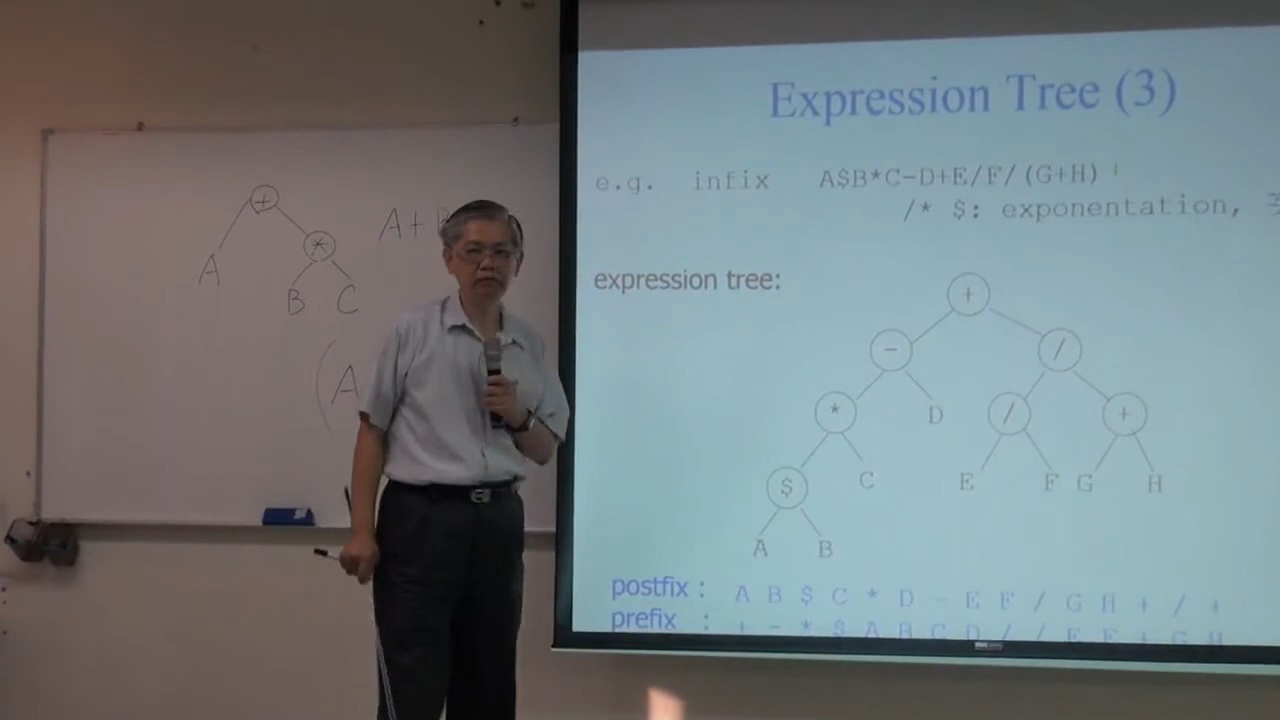 Expression Tree (3)
e.g. infix A$B*C-D+E/F/(G+H)
/* $: exponentation,
expression tree:
+
- /
* D / +
$ C E F G H
A B
postfix : A B $ C * D - E F / G H + / +
prefix : + - * $ A B C D / / E F + G H
+
*
A
B C
A +
(A